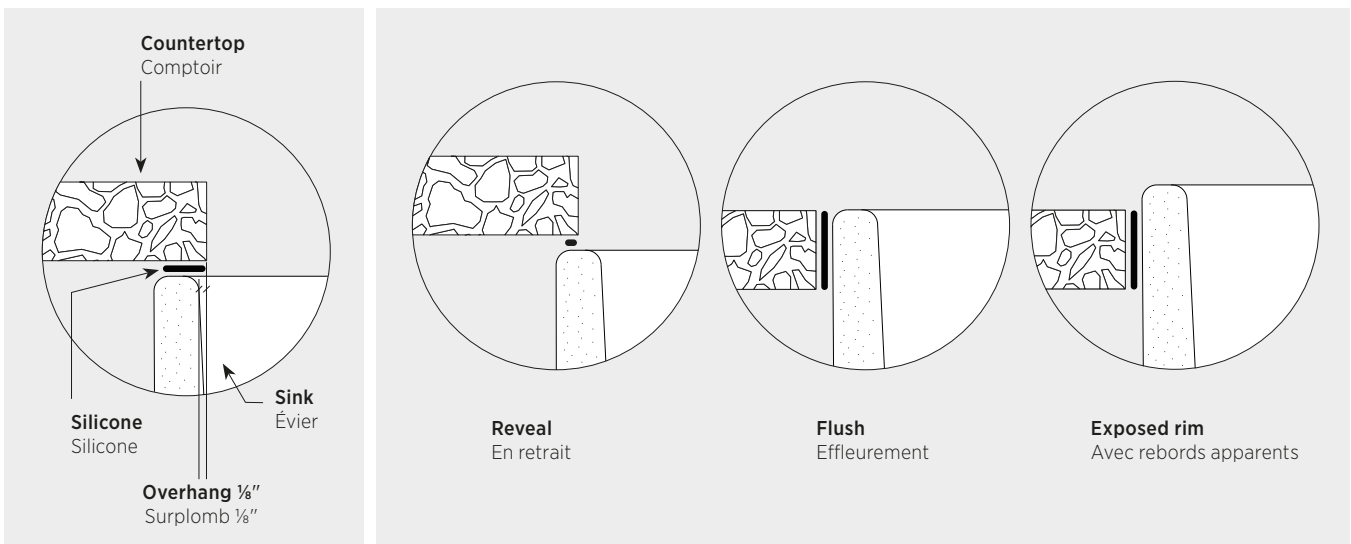 Countertop
Comptoir
Silicone
Silicone
Sink
Évier
Overhang ⅛"
Surplomb ⅛"
Reveal
En retrait
Flush
Effleurement
Exposed rim
Avec rebords apparents